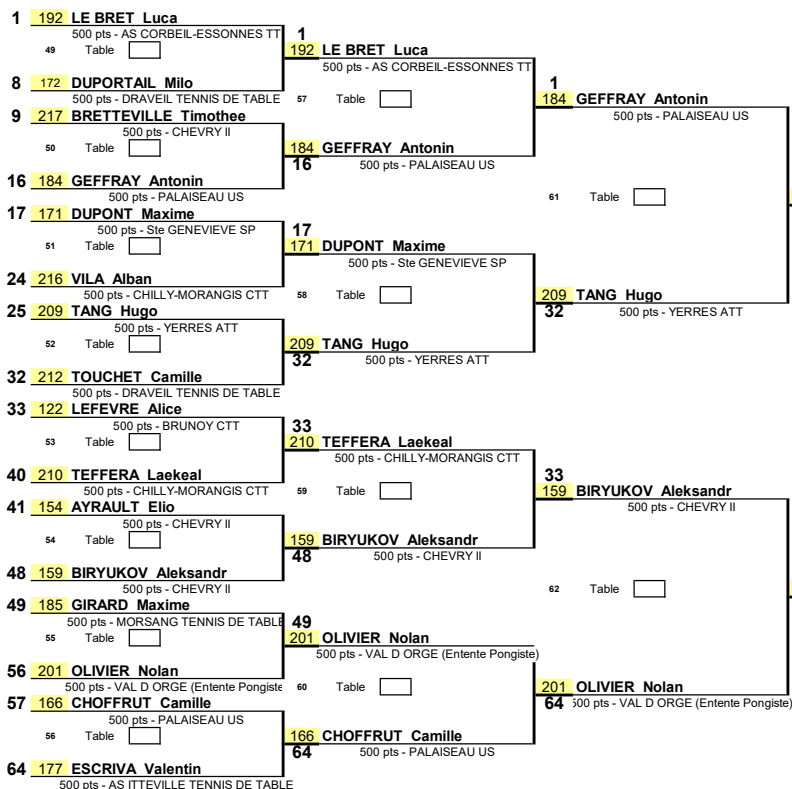 1 192 LE BRET Luca
500 pts - AS CORBEIL-ESSONNES TT
49 Table
8 172 DUPORTAIL Milo
500 pts - DRAVEIL TENNIS DE TABLE
9 217 BRETTEVILLE Timothee
500 pts - CHEVRY II
50 Table
16 184 GEFFRAY Antonin
500 pts - PALAISEAU US
17 171 DUPONT Maxime
500 pts - Ste GENEVIEVE SP
51 Table
24 216 VILA Alban
500 pts - CHILLY-MORANGIS CTT
25 209 TANG Hugo
500 pts - YERRES ATT
52 Table
32 212 TOUCHET Camille
500 pts - DRAVEIL TENNIS DE TABLE
33 122 LEFEVRE Alice
500 pts - BRUNOY CTT
53 Table
40 210 TEFFERA Laekeal
500 pts - CHILLY-MORANGIS CTT
41 154 AYRAULT Elio
500 pts - CHEVRY II
54 Table
48 159 BIRYUKOV Aleksandr
500 pts - CHEVRY II
49 185 GIRARD Maxime
500 pts - MORSANG TENNIS DE TABLE
55 Table
56 201 OLIVIER Nolan
500 pts - VAL D ORGE (Entente Pongiste
57 166 CHOFFRUT Camille
500 pts - PALAISEAU US
56 Table
64 177 ESCRIVA Valentin
500 pts - AS ITTEVILLE TENNIS DE TABLE
1
192 LE BRET Luca
500 pts - AS CORBEIL-ESSONNES TT
57 Table
184 GEFFRAY Antonin
16 500 pts - PALAISEAU US
17
171 DUPONT Maxime
500 pts - Ste GENEVIEVE SP
58 Table
209 TANG Hugo
32 500 pts - YERRES ATT
33
210 TEFFERA Laekeal
500 pts - CHILLY-MORANGIS CTT
59 Table
159 BIRYUKOV Aleksandr
48 500 pts - CHEVRY II
49
201 OLIVIER Nolan
500 pts - VAL D ORGE (Entente Pongiste)
60 Table
166 CHOFFRUT Camille
64 500 pts - PALAISEAU US
1
184 GEFFRAY Antonin
500 pts - PALAISEAU US
61 Table
209 TANG Hugo
32 500 pts - YERRES ATT
33
159 BIRYUKOV Aleksandr
500 pts - CHEVRY II
62 Table
201 OLIVIER Nolan
64 500 pts - VAL D ORGE (Entente Pongiste)